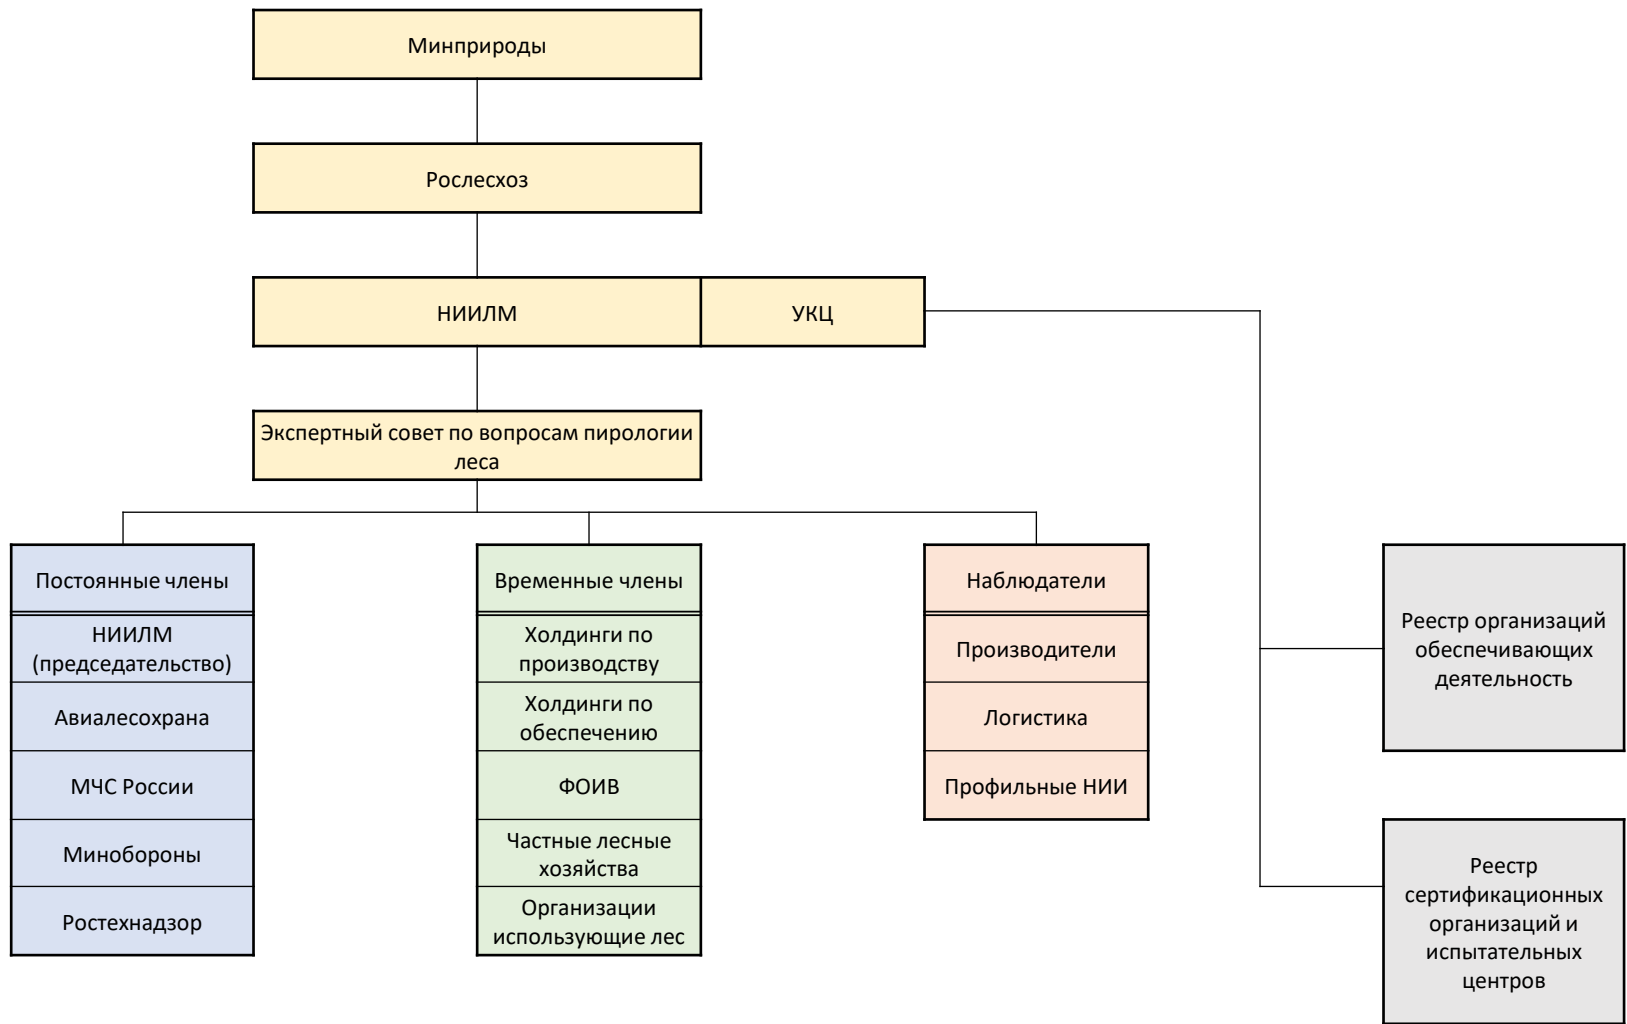 Минприроды
Рослесхоз
НИИЛМ
УКЦ
Экспертный совет по вопросам пирологии
леса
Постоянные члены
НИИЛМ
(председательство)
Авиалесохрана
МЧС России
Минобороны
Ростехнадзор
Временные члены
Холдинги по
производству
Холдинги по
обеспечению
ФОИВ
Частные лесные
хозяйства
Организации
использующие лес
Наблюдатели
Производители
Логистика
Профильные НИИ
Реестр организаций
обеспечивающих
деятельность
Реестр
сертификационных
организаций и
испытательных
центров